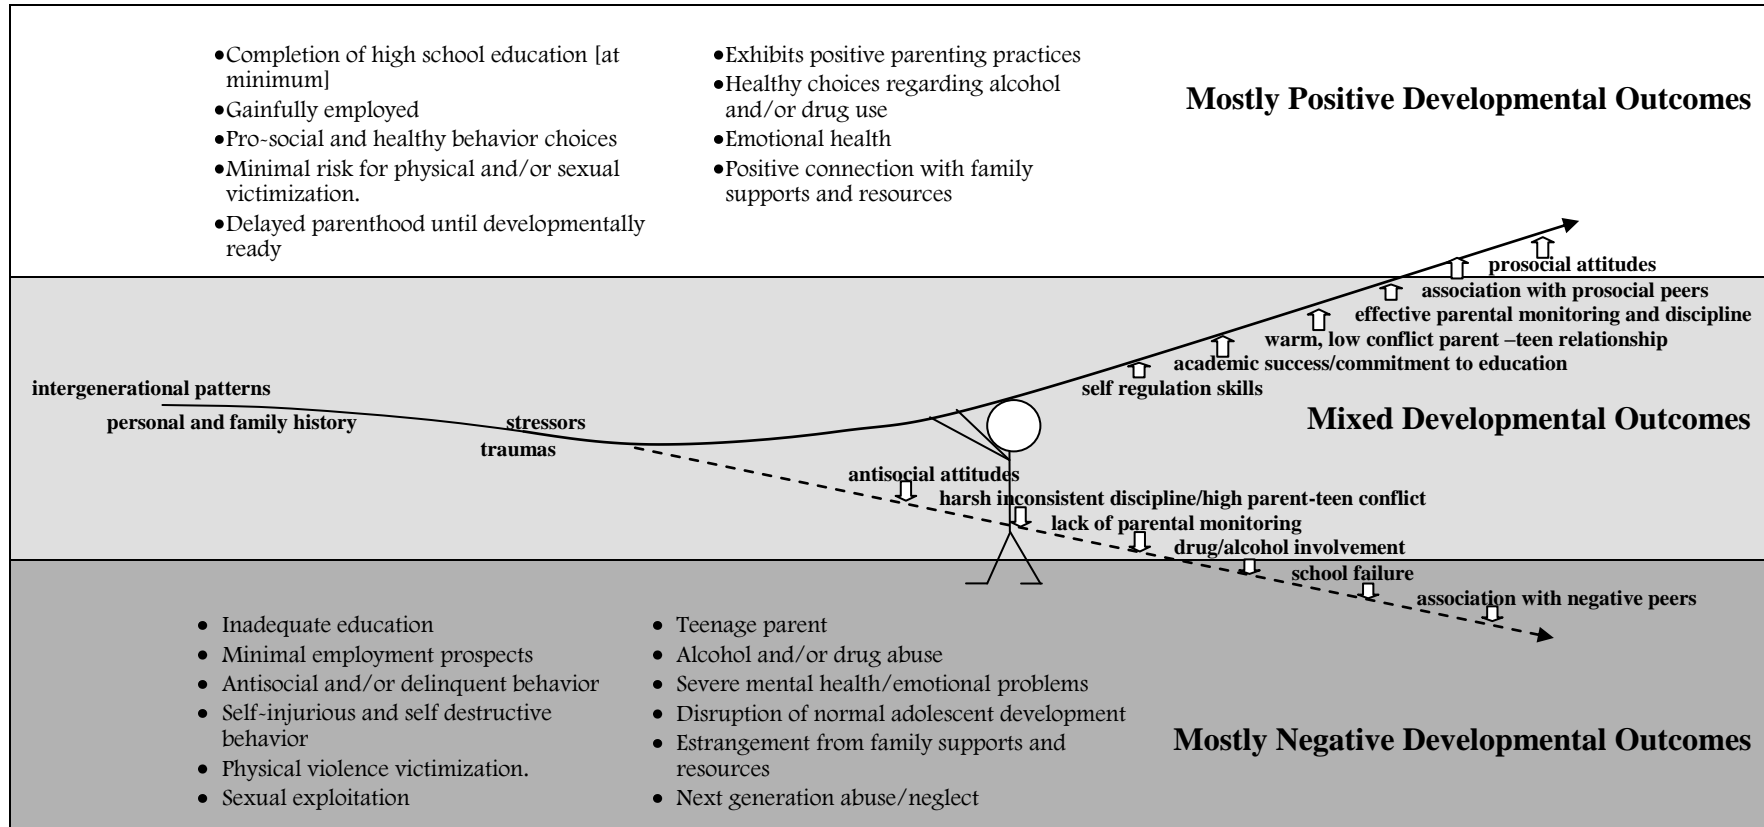 •Completion of high school education [at
minimum]
•Gainfully employed
•Pro-social and healthy behavior choices
•Minimal risk for physical and/or sexual
victimization.
•Delayed parenthood until developmentally
ready
•Exhibits positive parenting practices
•Healthy choices regarding alcohol
and/or drug use
•Emotional health
•Positive connection with family
supports and resources
Mostly Positive Developmental Outcomes
prosocial attitudes
association with prosocial peers
effective parental monitoring and discipline
warm, low conflict parent –teen relationship
academic success/commitment to education
self regulation skills
intergenerational patterns
personal and family history
stressors
traumas
Mixed Developmental Outcomes
antisocial attitudes
harsh inconsistent discipline/high parent-teen conflict
lack of parental monitoring
drug/alcohol involvement
school failure
association with negative peers
• Inadequate education
• Minimal employment prospects
• Antisocial and/or delinquent behavior
• Self-injurious and self destructive
behavior
• Physical violence victimization.
• Sexual exploitation
• Teenage parent
• Alcohol and/or drug abuse
• Severe mental health/emotional problems
• Disruption of normal adolescent development
• Estrangement from family supports and
resources
• Next generation abuse/neglect
Mostly Negative Developmental Outcomes